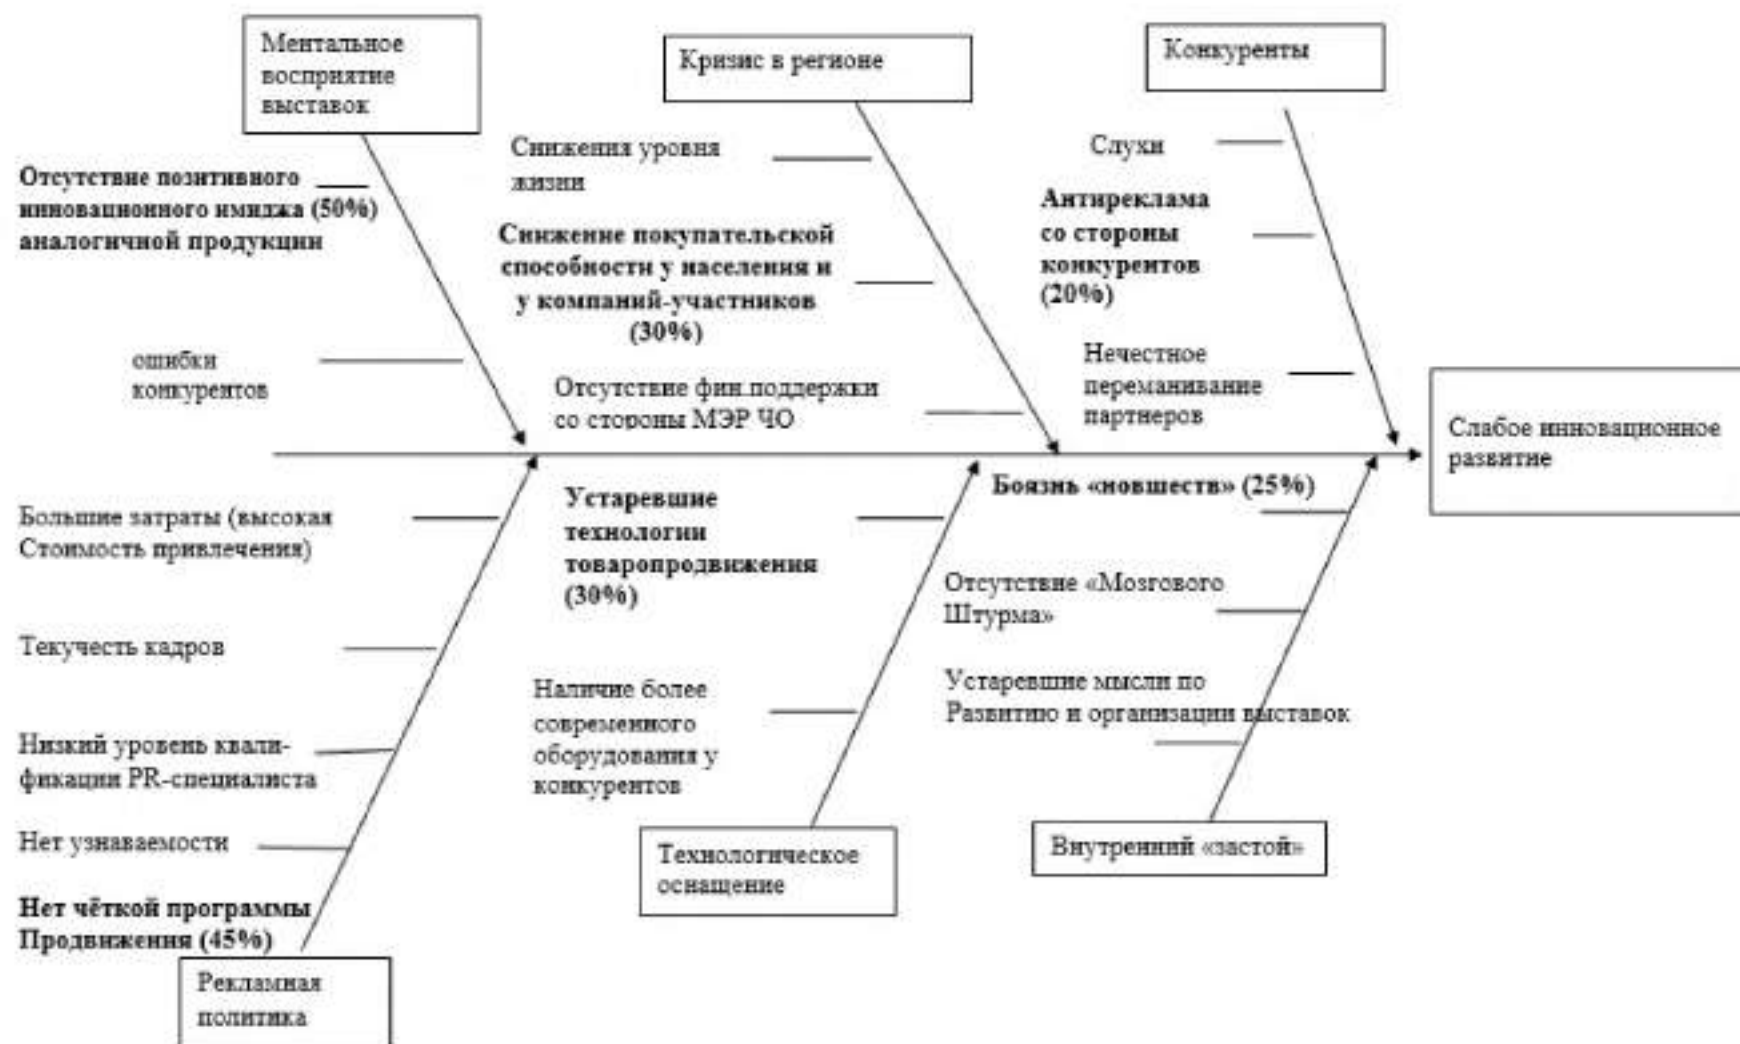 Ментальное
восприятие
выставок
Кризис в регионе
Конкуренты
Отсутствие позитивного
инновационного имиджа (50%)
аналогичной продукции
ошибки
конкурентов
Снижения уровня
жизни
Снижение покупательской
способности у населения и
у компаний-участников
(30%)
Отсутствие фин.поддержки
со стороны МЭР ЧО
Слухи
Антиреклама
со стороны
конкурентов
(20%)
Нечестное
переманивание
партнеров
Слабое инновационное
развитие
Большие затраты (высокая
Стоимость привлечения)
Текучесть кадров
Низкий уровень квали-
фикации PR-специалиста
Нет узнаваемости
Нет чёткой программы
Продвижения (45%)
Рекламная
политика
Устаревшие
технологии
товаропродвижения
(30%)
Наличие более
современного
оборудования у
конкурентов
Технологическое
оснащение
Боязнь «новшеств» (25%)
Отсутствие «Мозгового
Штурма»
Устаревшие мысли по
Развитию и организации выставок
Внутренний «застой»